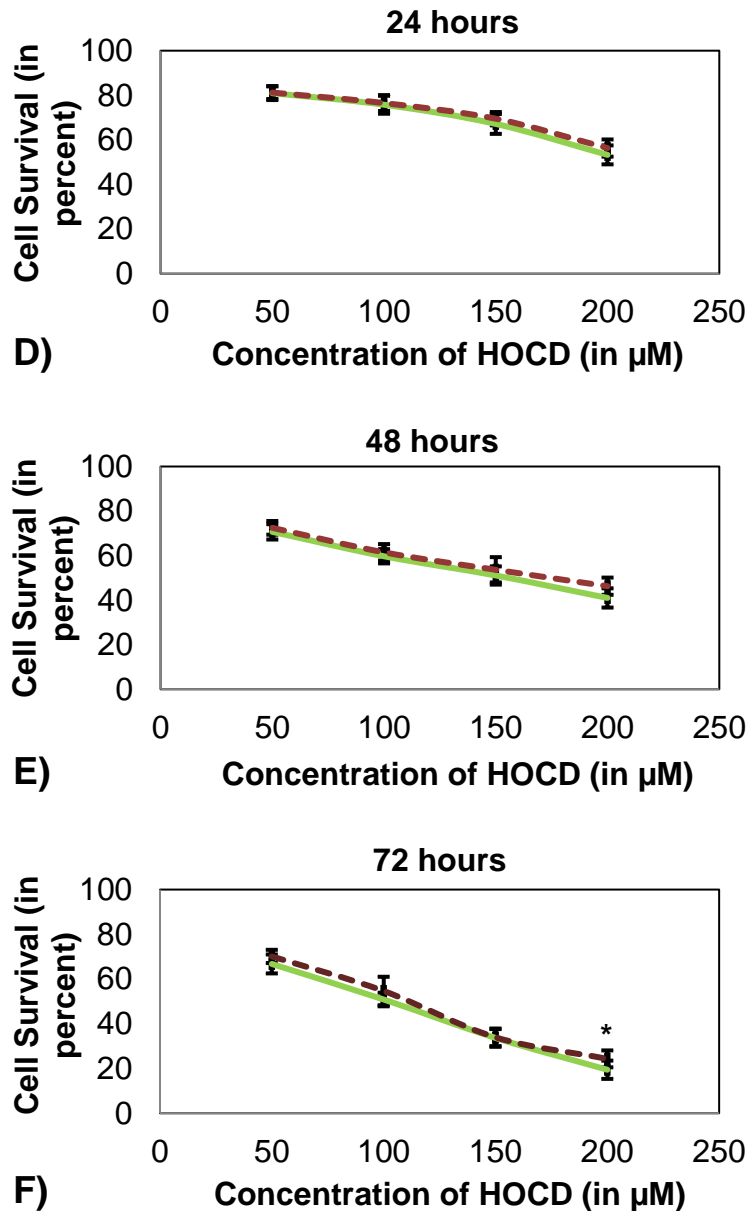 24 hours
Cell Survival (in
percent)
100
80
60
40
20
0
0 50 100 150 200 250
D) Concentration of HOCD (in µM)
48 hours
Cell Survival (in
percent)
100
80
60
40
20
0
0 50 100 150 200 250
E) Concentration of HOCD (in µM)
72 hours
Cell Survival (in
percent)
100
80
60
40
20
0
*
0 50 100 150 200 250
F) Concentration of HOCD (in µM)